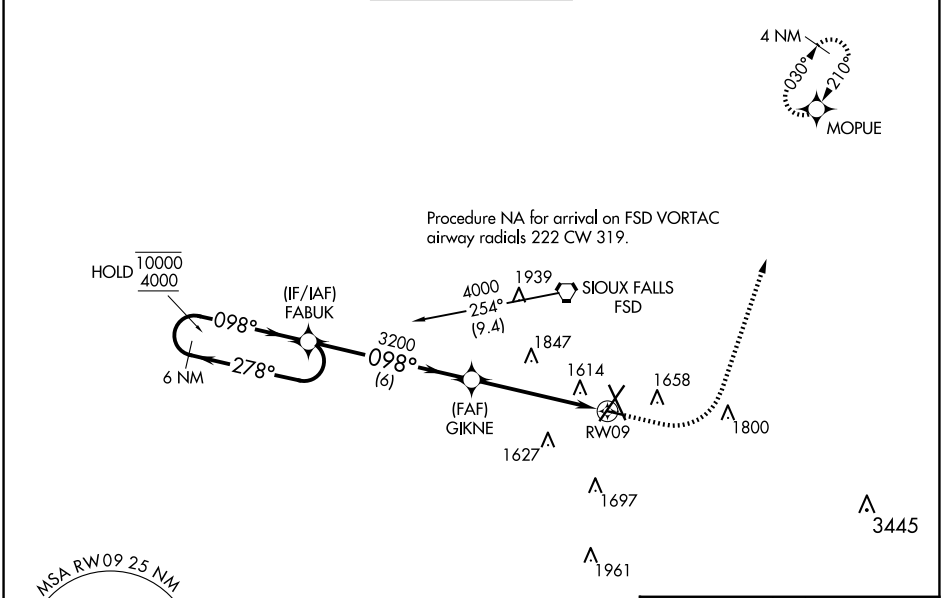 4 NM
030°
210°
MOPUE
Procedure NA for arrival on FSD VORTAC
airway radials 222 CW 319.
HOLD 10000
4000
(IF/IAF)
FABUK
4000
254°
(9.4)
1939
SIOUX FALLS
FSD
098°
278°
6 NM
3200
098°
(6)
1847
1614
1658
(FAF)
GIKNE
RW09
1800
1627
1697
3445
1961
MSA RW09 25 NM